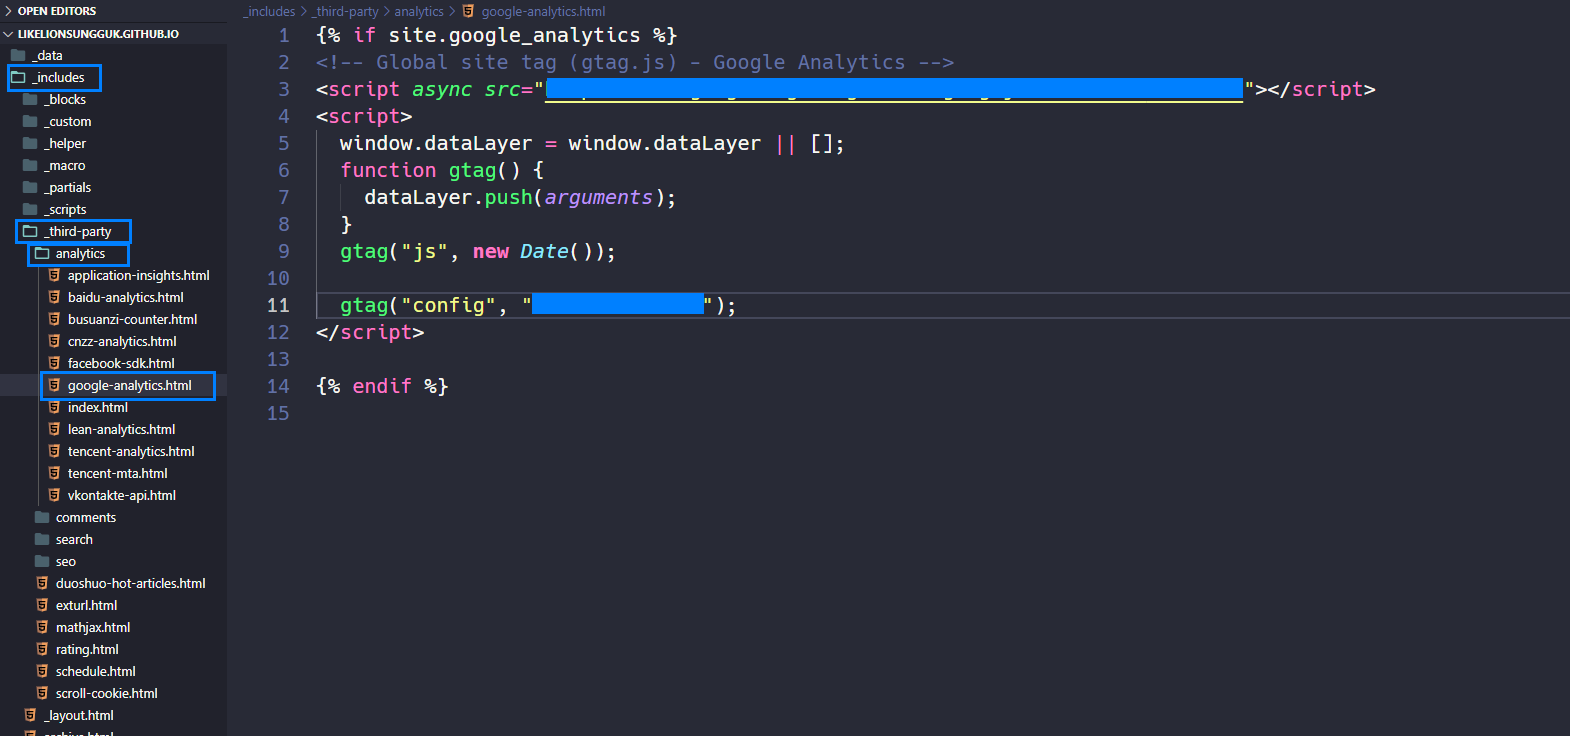 OPEN EDITORS
LIKELIONSUNGGUK.GITHUB.IO
_data
_includes
_blocks
_custom
_helper
_macro
_partials
_scripts
_third-party
analytics
application-insights.html
baidu-analytics.html
busuanzi-counter.html
cnzz-analytics.html
facebook-sdk.html
google-analytics.html
index.html
lean-analytics.html
tencent-analytics.html
tencent-mta.html
vkontakte-api.html
comments
search
seo
duoshuo-hot-articles.html
exturl.html
mathjax.html
rating.html
schedule.html
scroll-cookie.html
_layout.html
archive.html
_includes > _third-party > analytics > google-analytics.html
1 {% if site.google_analytics %}
2 <!-- Global site tag (gtag.js) - Google Analytics -->
3 <script async src=""></script>
4 <script>
5 window.dataLayer = window.dataLayer || [];
6 function gtag() {
7 dataLayer.push(arguments);
8 }
9 gtag("js", new Date());
10
11 gtag("config", "");
12 </script>
13
14 {% endif %}
15